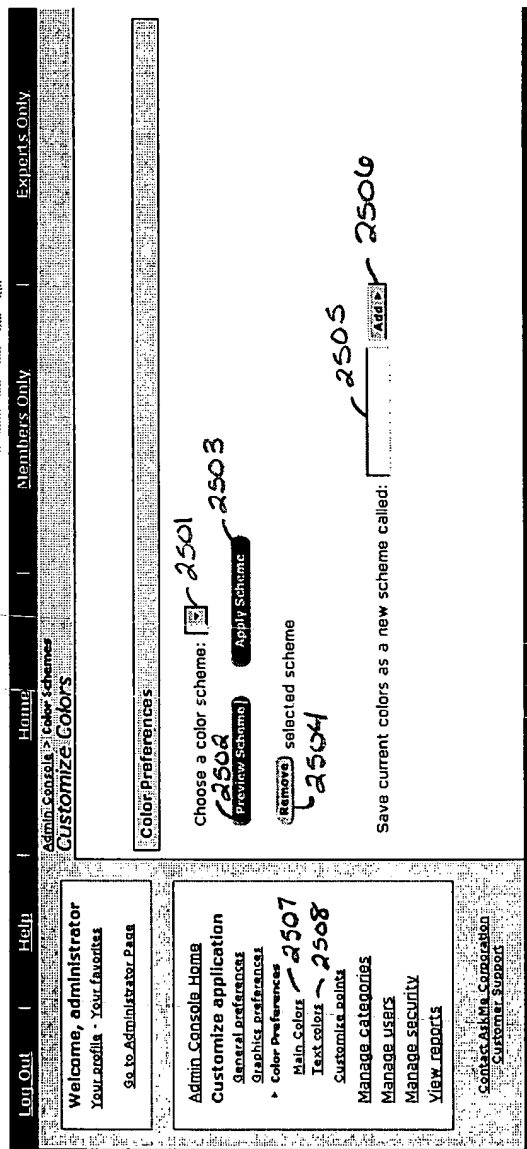 Log Out | Help | Home | Members Only | Experts Only
Admin Console > Color Schemes
Customize Colors
Welcome, administrator
Your profile - Your favorites
Go to Administrator Page
Admin Console Home
Customize application
General preferences
Graphics preferences
▸ Color Preferences
Main Colors 2507
Text colors 2508
Customize points
Manage categories
Manage users
Manage security
View reports
Contact AskMe Corporation
Customer Support
Color Preferences
Choose a color scheme: 2501
2502
Preview Scheme Apply Scheme 2503
Remove selected scheme
2504
Save current colors as a new scheme called: Add ▸
2505
2506